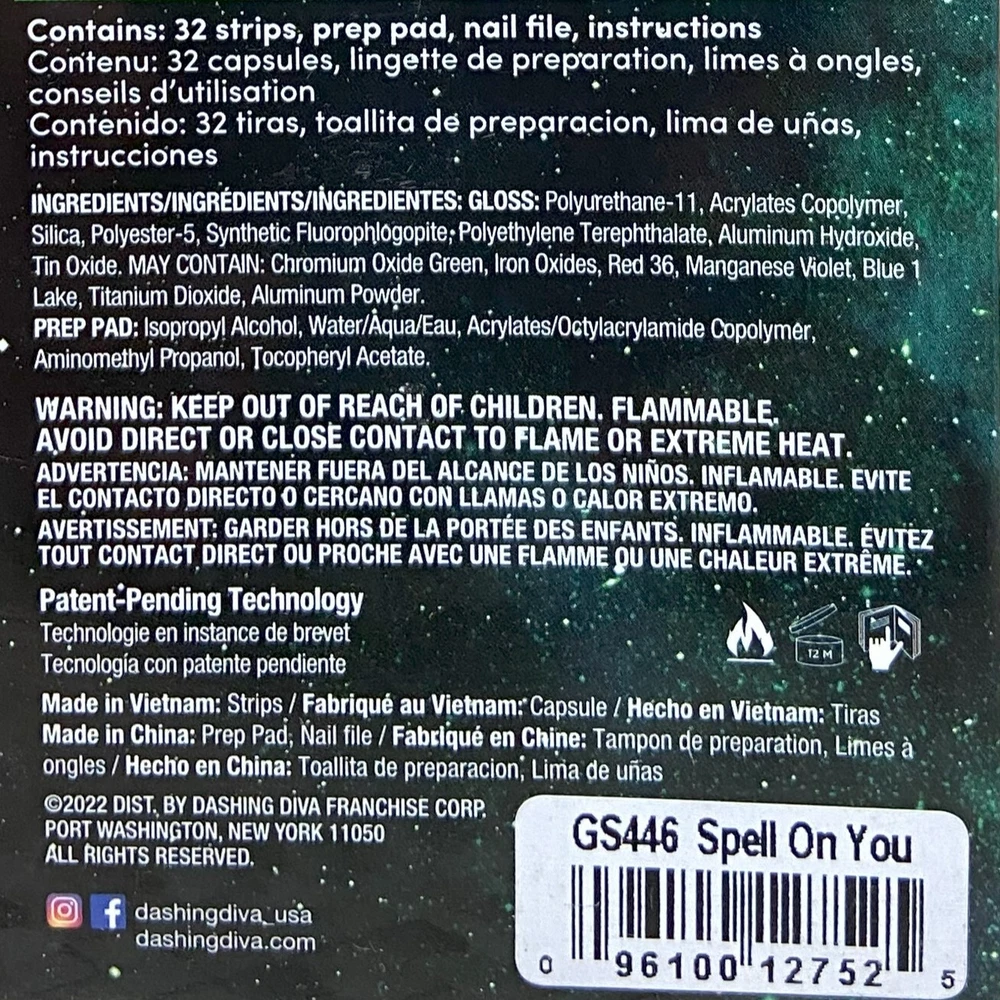 Contains: 32 strips, prep pad, nail file, instructions
Contenu: 32 capsules, lingette de preparation, limes à ongles,
conseils d'utilisation
Contenido: 32 tiras, toallita de preparacion, lima de uñas,
instrucciones
INGREDIENTS/INGRÉDIENTS/INGREDIENTES: GLOSS: Polyurethane-11, Acrylates Copolymer,
Silica, Polyester-5, Synthetic Fluorophlogopite, Polyethylene Terephthalate, Aluminum Hydroxide,
Tin Oxide. MAY CONTAIN: Chromium Oxide Green, Iron Oxides, Red 36, Manganese Violet, Blue 1
Lake, Titanium Dioxide, Aluminum Powder.
PREP PAD: Isopropyl Alcohol, Water/Aqua/Eau, Acrylates/Octylacrylamide Copolymer,
Aminomethyl Propanol, Tocopheryl Acetate.
WARNING: KEEP OUT OF REACH OF CHILDREN. FLAMMABLE.
AVOID DIRECT OR CLOSE CONTACT TO FLAME OR EXTREME HEAT.
ADVERTENCIA: MANTENER FUERA DEL ALCANCE DE LOS NIÑOS. INFLAMABLE. EVITE
EL CONTACTO DIRECTO O CERCANO CON LLAMAS O CALOR EXTREMO.
AVERTISSEMENT: GARDER HORS DE LA PORTÉE DES ENFANTS. INFLAMMABLE. ÉVITEZ
TOUT CONTACT DIRECT OU PROCHE AVEC UNE FLAMME OU UNE CHALEUR EXTRÊME.
Patent-Pending Technology
Technologie en instance de brevet
Tecnología con patente pendiente
12 M
Made in Vietnam: Strips / Fabriqué au Vietnam: Capsule / Hecho en Vietnam: Tiras
Made in China: Prep Pad, Nail file / Fabriqué en Chine: Tampon de preparation, Limes à
ongles / Hecho en China: Toallita de preparacion, Lima de uñas
©2022 DIST. BY DASHING DIVA FRANCHISE CORP.
PORT WASHINGTON, NEW YORK 11050
ALL RIGHTS RESERVED.
dashingdiva_usa
dashingdiva.com
GS446 Spell On You
0 96100 12752 5